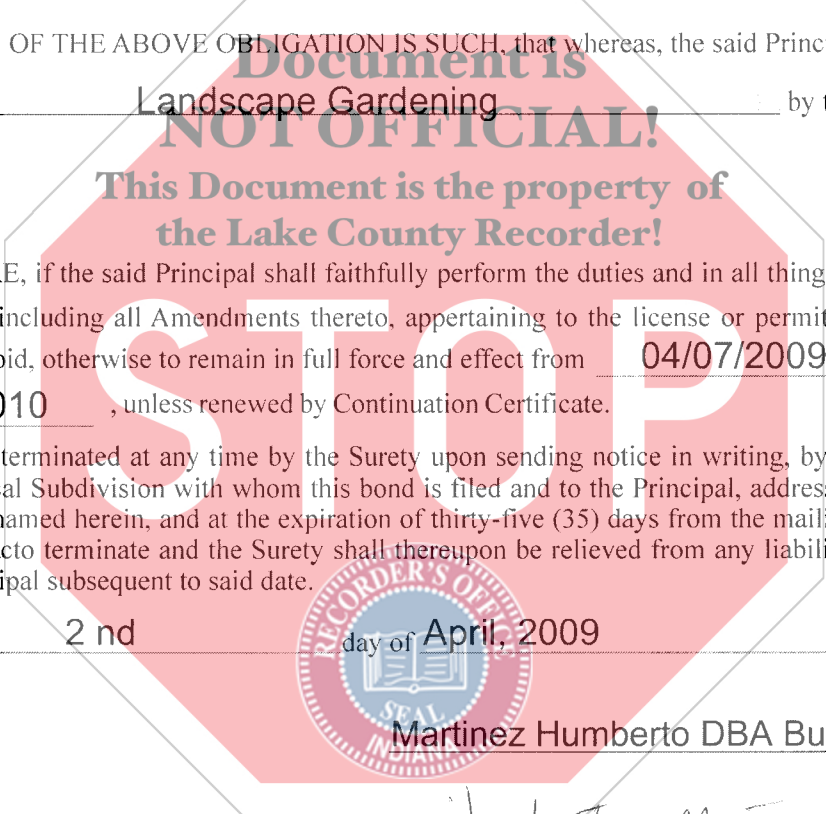 OF THE ABOVE OBLIGATION IS SUCH, that whereas, the said Princ
Document is
Landscape Gardening by t
NOT OFFICIAL!
This Document is the property of
the Lake County Recorder!
E, if the said Principal shall faithfully perform the duties and in all thing
including all Amendments thereto, appertaining to the license or permit
oid, otherwise to remain in full force and effect from 04/07/2009
STOP
010 , unless renewed by Continuation Certificate.
terminated at any time by the Surety upon sending notice in writing, by
al Subdivision with whom this bond is filed and to the Principal, address
named herein, and at the expiration of thirty-five (35) days from the maili
cto terminate and the Surety shall thereupon be relieved from any liabili
ipal subsequent to said date.
RECORDER'S OFFICE
2 nd day of April, 2009
SEAL
INDIANA
Martinez Humberto DBA Bu